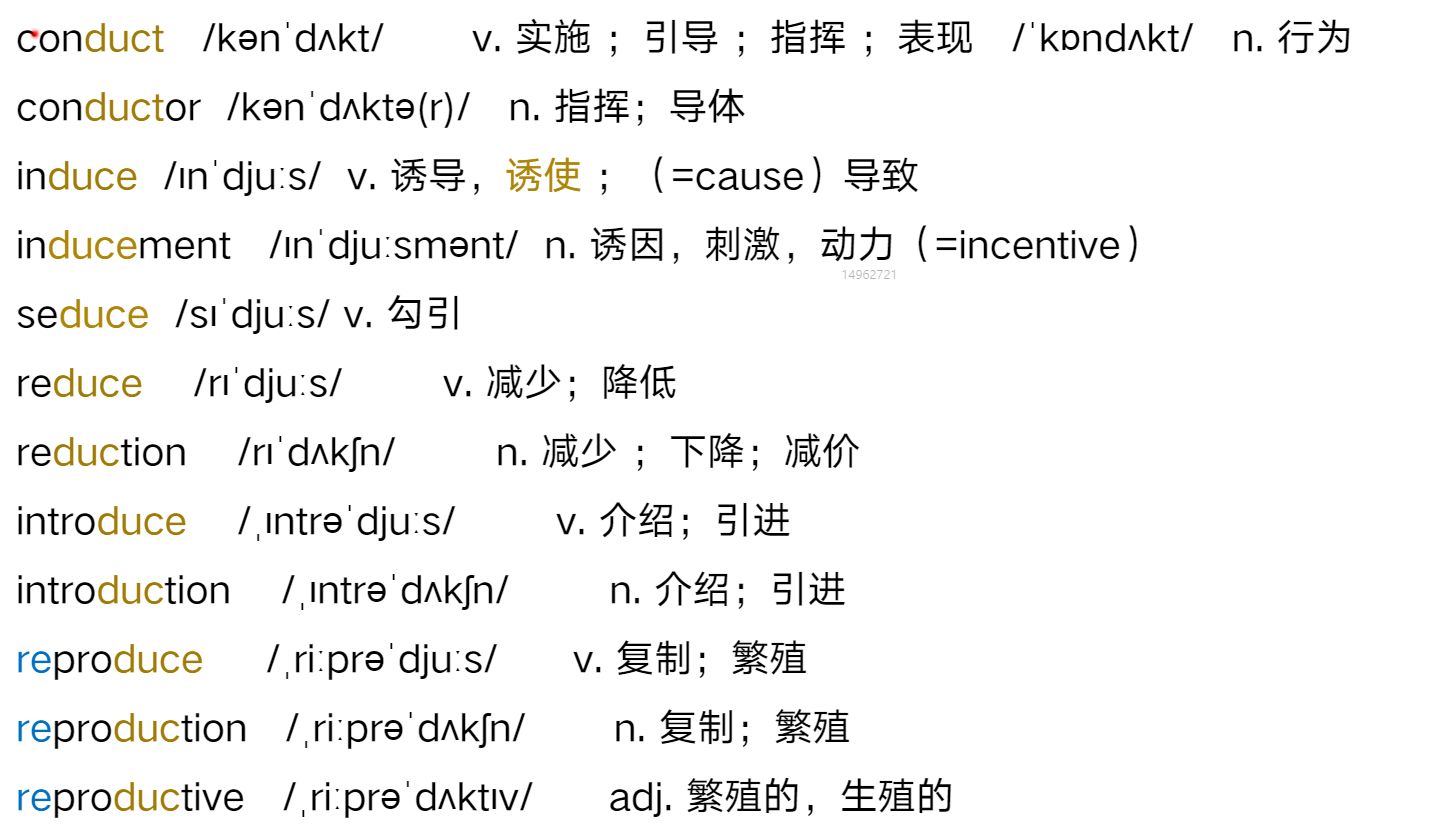 conduct /kənˈdʌkt/ v. 实施 ; 引导 ; 指挥 ; 表现 /ˈkɒndʌkt/ n. 行为
conductor /kənˈdʌktə(r)/ n. 指挥; 导体
induce /ɪnˈdjuːs/ v. 诱导, 诱使 ; （=cause）导致
inducement /ɪnˈdjuːsmənt/ n. 诱因, 刺激, 动力（=incentive）
14962721
seduce /sɪˈdjuːs/ v. 勾引
reduce /rɪˈdjuːs/ v. 减少; 降低
reduction /rɪˈdʌkʃn/ n. 减少 ; 下降; 减价
introduce /ˌɪntrəˈdjuːs/ v. 介绍; 引进
introduction /ˌɪntrəˈdʌkʃn/ n. 介绍; 引进
reproduce /ˌriːprəˈdjuːs/ v. 复制; 繁殖
reproduction /ˌriːprəˈdʌkʃn/ n. 复制; 繁殖
reproductive /ˌriːprəˈdʌktɪv/ adj. 繁殖的, 生殖的